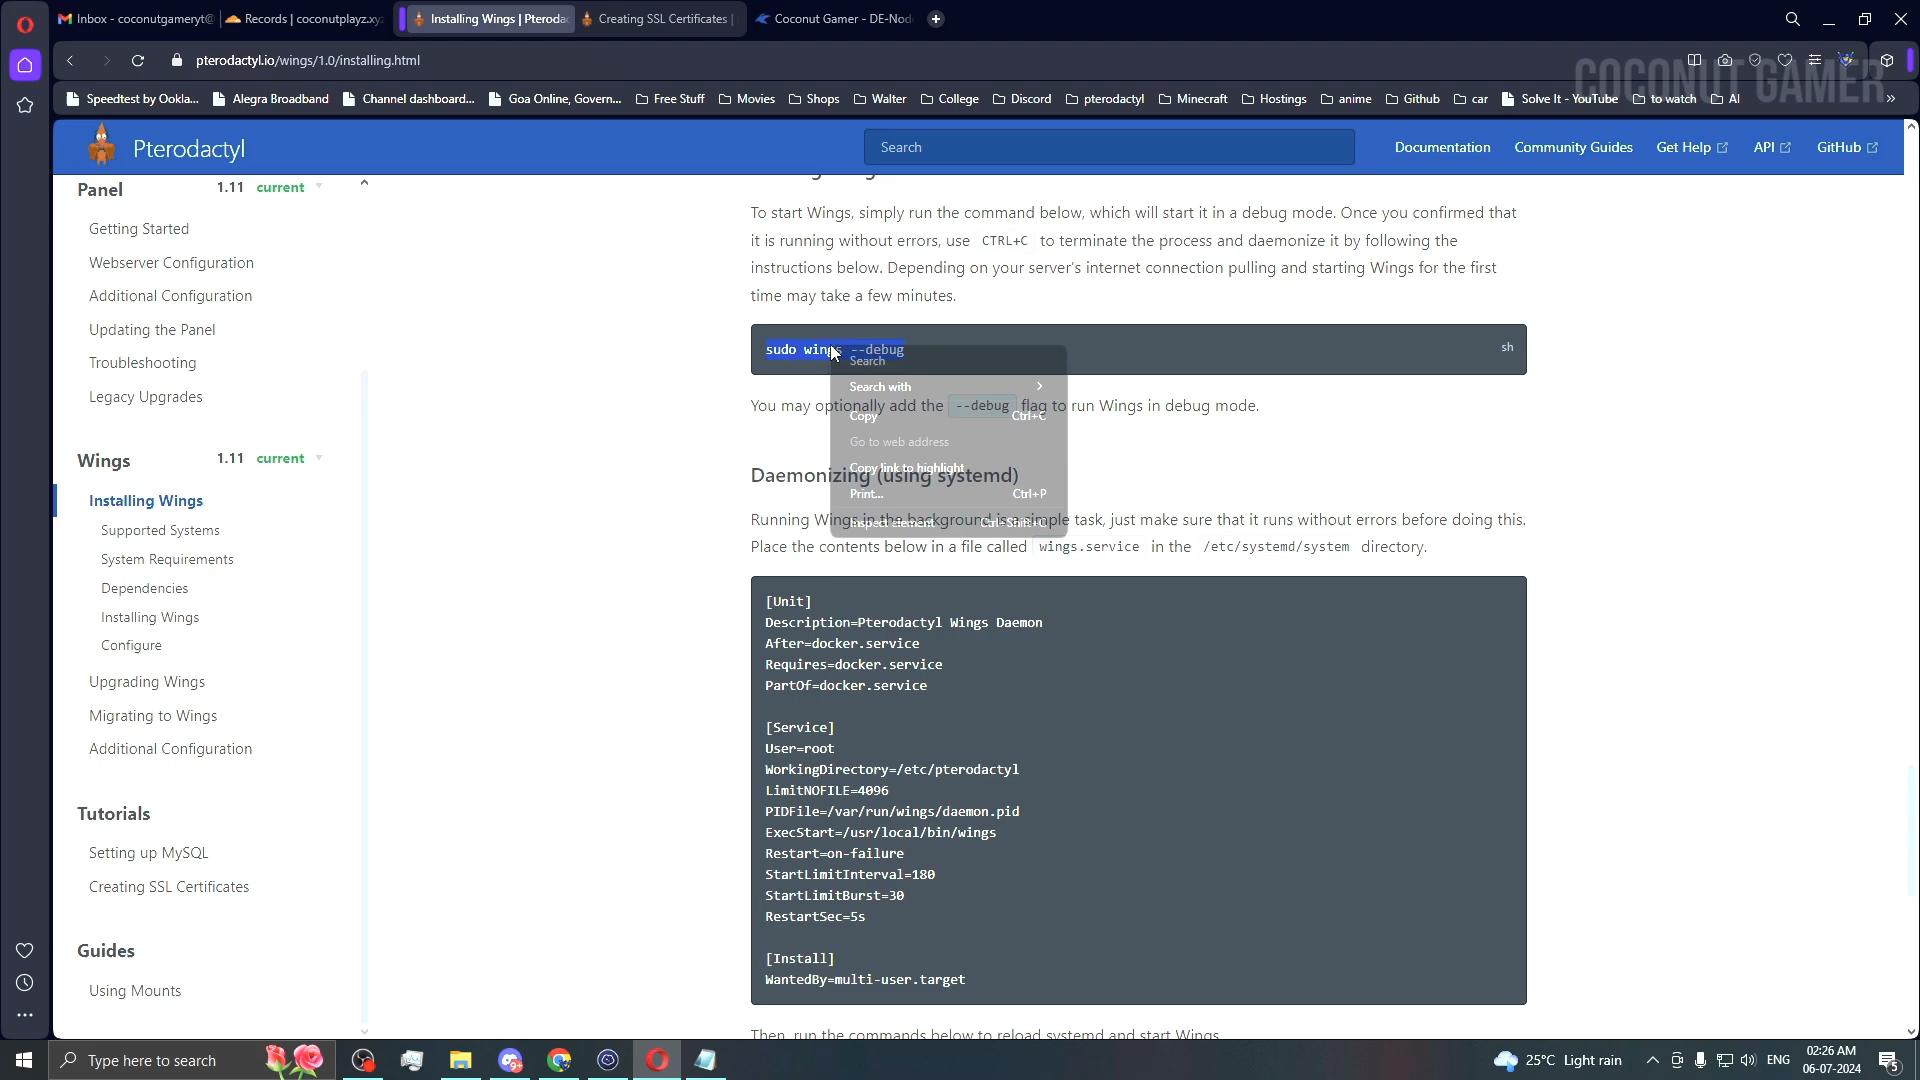 Inbox - coconutgameryt@
Records | coconutplayz.xyz
Installing Wings | Pterodac
Creating SSL Certificates |
Coconut Gamer - DE-Nod
pterodactyl.io/wings/1.0/installing.html
COCONUT GAMER
Speedtest by Ookla...
Alegra Broadband
Channel dashboard...
Goa Online, Govern...
Free Stuff
Movies
Shops
Walter
College
Discord
pterodactyl
Minecraft
Hostings
anime
Github
car
Solve It - YouTube
to watch
AI
»
Pterodactyl
Search
Documentation
Community Guides
Get Help
API
GitHub
Panel 1.11 current
Getting Started
Webserver Configuration
Additional Configuration
Updating the Panel
Troubleshooting
Legacy Upgrades
Wings 1.11 current
Installing Wings
Supported Systems
System Requirements
Dependencies
Installing Wings
Configure
Upgrading Wings
Migrating to Wings
Additional Configuration
Tutorials
Setting up MySQL
Creating SSL Certificates
Guides
Using Mounts
To start Wings, simply run the command below, which will start it in a debug mode. Once you confirmed that
it is running without errors, use CTRL+C to terminate the process and daemonize it by following the
instructions below. Depending on your server's internet connection pulling and starting Wings for the first
time may take a few minutes.
sudo wings --debug
sh
Search
Search with
Copy Ctrl+C
Go to web address
Copy link to highlight
Print... Ctrl+P
Inspect element Ctrl+Shift+C
You may optionally add the --debug flag to run Wings in debug mode.
Daemonizing (using systemd)
Running Wings in the background is a simple task, just make sure that it runs without errors before doing this.
Place the contents below in a file called wings.service in the /etc/systemd/system directory.
[Unit]
Description=Pterodactyl Wings Daemon
After=docker.service
Requires=docker.service
PartOf=docker.service
[Service]
User=root
WorkingDirectory=/etc/pterodactyl
LimitNOFILE=4096
PIDFile=/var/run/wings/daemon.pid
ExecStart=/usr/local/bin/wings
Restart=on-failure
StartLimitInterval=180
StartLimitBurst=30
RestartSec=5s
[Install]
WantedBy=multi-user.target
Then, run the commands below to reload systemd and start Wings.
Type here to search
9+
25°C Light rain
ENG
02:26 AM
06-07-2024
5